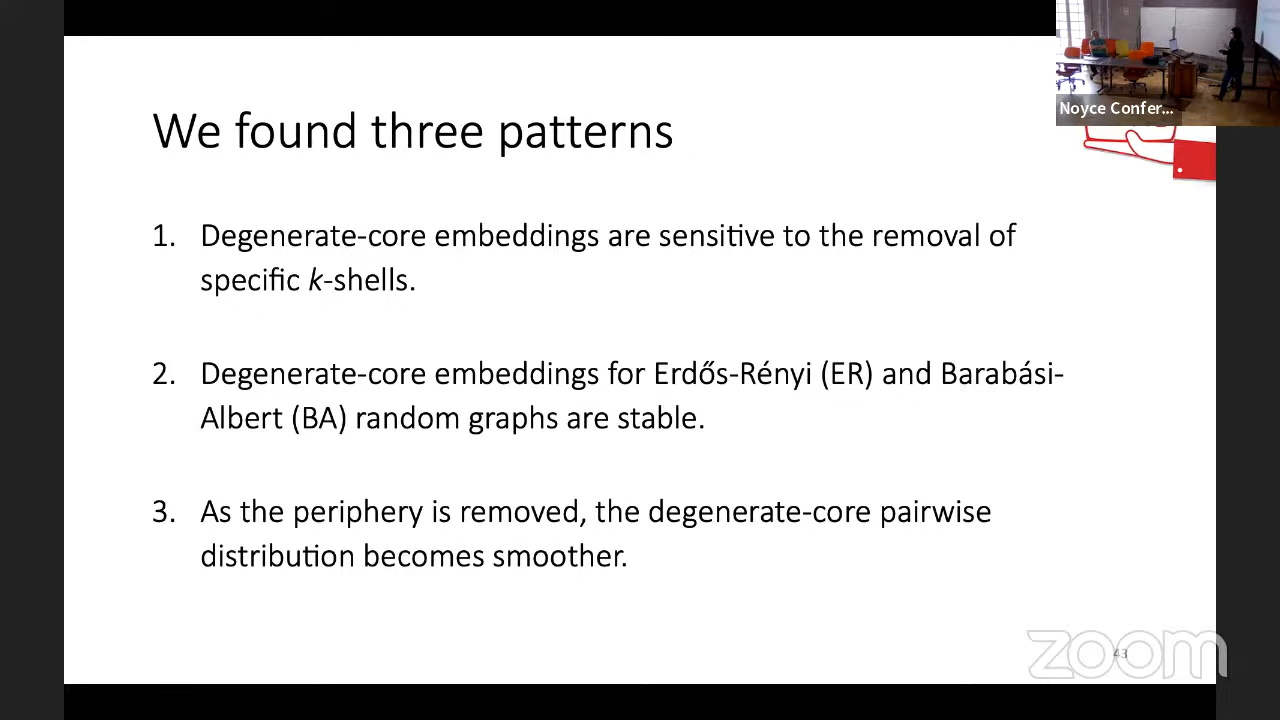 Noyce Confer...
We found three patterns
1. Degenerate-core embeddings are sensitive to the removal of
specific k-shells.
2. Degenerate-core embeddings for Erdős-Rényi (ER) and Barabási-
Albert (BA) random graphs are stable.
3. As the periphery is removed, the degenerate-core pairwise
distribution becomes smoother.
43
zoom